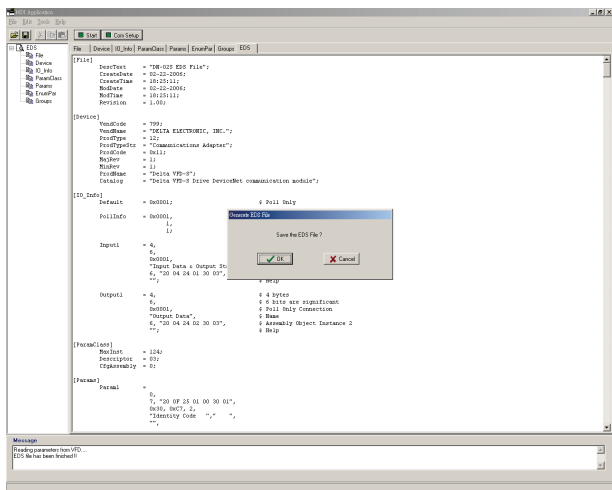 MDI Application
File Edit Tools Help
Start Com Setup
EDS
File
Device
IO_Info
ParamClass
Params
EnumPar
Groups
File Device IO_Info ParamClass Params EnumPar Groups EDS
[File]
DescText = "DN-02S EDS File";
CreateDate = 02-22-2006;
CreateTime = 18:25:11;
ModDate = 02-22-2006;
ModTime = 18:25:11;
Revision = 1.00;
[Device]
VendCode = 799;
VendName = "DELTA ELECTRONIC, INC.";
ProdType = 12;
ProdTypeStr = "Communications Adapter";
ProdCode = 0x11;
MajRev = 1;
MinRev = 1;
ProdName = "Delta VFD-S";
Catalog = "Delta VFD-S Drive DeviceNet communication module";
[IO_Info]
Default = 0x0001; $ Poll Only
PollInfo = 0x0001,
1,
1;
Input1 = 4,
6,
0x0001,
"Input Data & Output St
6, "20 04 24 01 30 03",
""; $ Help
Output1 = 4, $ 4 bytes
6, $ 6 bits are significant
0x0001, $ Poll Only Connection
"Output Data", $ Name
6, "20 04 24 02 30 03", $ Assembly Object Instance 2
""; $ Help
[ParamClass]
MaxInst = 124;
Descriptor = 03;
CfgAssembly = 0;
[Params]
Param1 =
0,
7, "20 0F 25 01 00 30 01",
0x30, 0xC7, 2,
"Identity Code "," ",
"",
Generate EDS File
Save the EDS File ?
OK Cancel
Message
Reading parameters from VFD....
EDS file has been finished!!